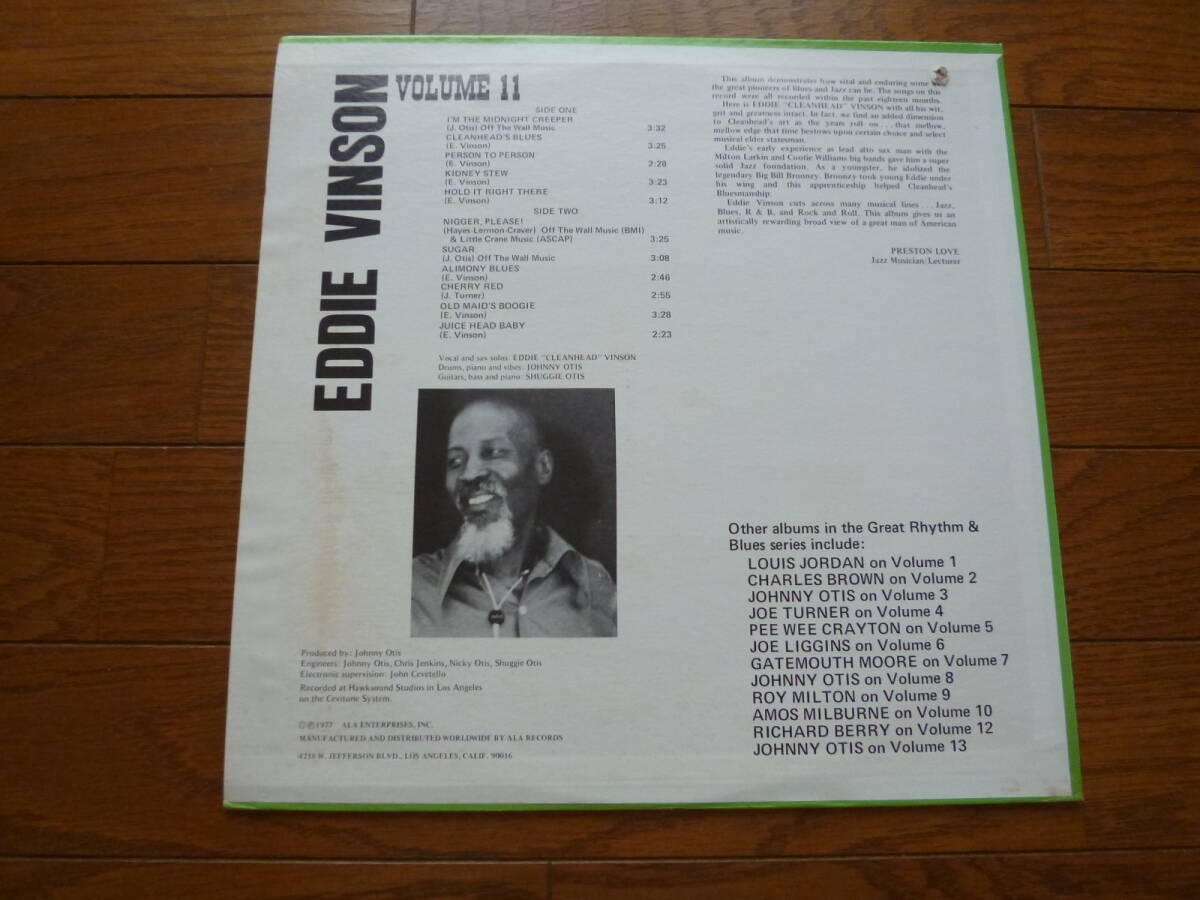 EDDIE VINSON
VOLUME 11
SIDE ONE
I'M THE MIDNIGHT CREEPER
(J. Otis) Off The Wall Music 3:32
CLEANHEAD'S BLUES
(E. Vinson) 3:25
PERSON TO PERSON
(E. Vinson) 2:28
KIDNEY STEW
(E. Vinson) 3:23
HOLD IT RIGHT THERE
(E. Vinson) 3:12
SIDE TWO
NIGGER, PLEASE!
(Hayes-Lermon-Craver) Off The Wall Music (BMI)
& Little Crane Music (ASCAP) 3:25
SUGAR
(J. Otis) Off The Wall Music 3:08
ALIMONY BLUES
(E. Vinson) 2:46
CHERRY RED
(J. Turner) 2:55
OLD MAID'S BOOGIE
(E. Vinson) 3:28
JUICE HEAD BABY
(E. Vinson) 2:23
Vocal and sax solos: EDDIE "CLEANHEAD" VINSON
Drums, piano and vibes: JOHNNY OTIS
Guitars, bass and piano: SHUGGIE OTIS
Produced by: Johnny Otis
Engineers: Johnny Otis, Chris Jenkins, Nicky Otis, Shuggie Otis
Electronic supervision: John Cevetello
Recorded at Hawksound Studios in Los Angeles
on the Cevitone System.
©℗1977 ALA ENTERPRISES, INC.
MANUFACTURED AND DISTRIBUTED WORLDWIDE BY ALA RECORDS
4218 W. JEFFERSON BLVD., LOS ANGELES, CALIF. 90016
This album demonstrates how vital and enduring some
the great pioneers of Blues and Jazz can be. The songs on this
record were all recorded within the past eighteen months.
Here is EDDIE "CLEANHEAD" VINSON with all his wit,
grit and greatness intact. In fact, we find an added dimension
to Cleanhead's art as the years roll on . . . that mellow,
mellow edge that time bestows upon certain choice and select
musical elder statesmen.
Eddie's early experience as lead alto sax man with the
Milton Larkin and Cootie Williams big bands gave him a super
solid Jazz foundation. As a youngster, he idolized the
legendary Big Bill Broonzy. Broonzy took young Eddie under
his wing and this apprenticeship helped Cleanhead's
Bluesmanship.
Eddie Vinson cuts across many musical lines . . . Jazz,
Blues, R & B, and Rock and Roll. This album gives us an
artistically rewarding broad view of a great man of American
music.
PRESTON LOVE
Jazz Musician/Lecturer
Other albums in the Great Rhythm &
Blues series include:
LOUIS JORDAN on Volume 1
CHARLES BROWN on Volume 2
JOHNNY OTIS on Volume 3
JOE TURNER on Volume 4
PEE WEE CRAYTON on Volume 5
JOE LIGGINS on Volume 6
GATEMOUTH MOORE on Volume 7
JOHNNY OTIS on Volume 8
ROY MILTON on Volume 9
AMOS MILBURNE on Volume 10
RICHARD BERRY on Volume 12
JOHNNY OTIS on Volume 13